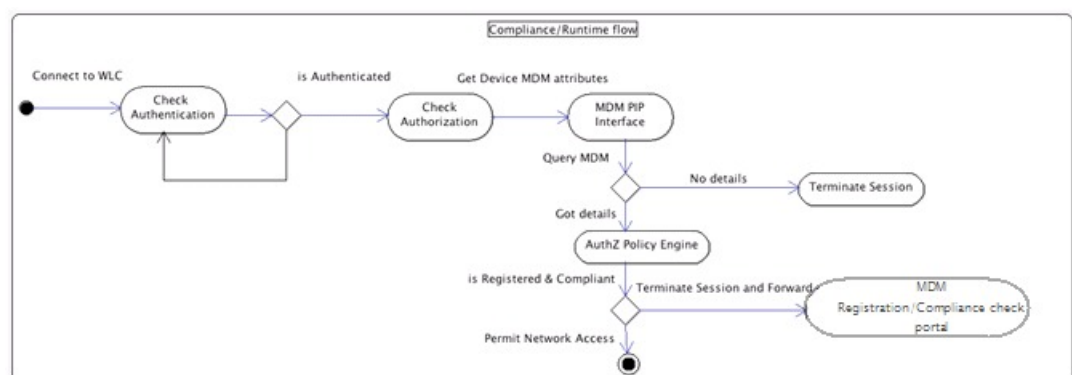 Compliance/Runtime flow
Connect to WLC
is Authenticated
Get Device MDM attributes
Check
Authentication
Check
Authorization
MDM PIP
Interface
Query MDM
No details
Terminate Session
Got details
AuthZ Policy Engine
is Registered & Compliant
Terminate Session and Forward
MDM
Registration/Compliance check
portal
Permit Network Access